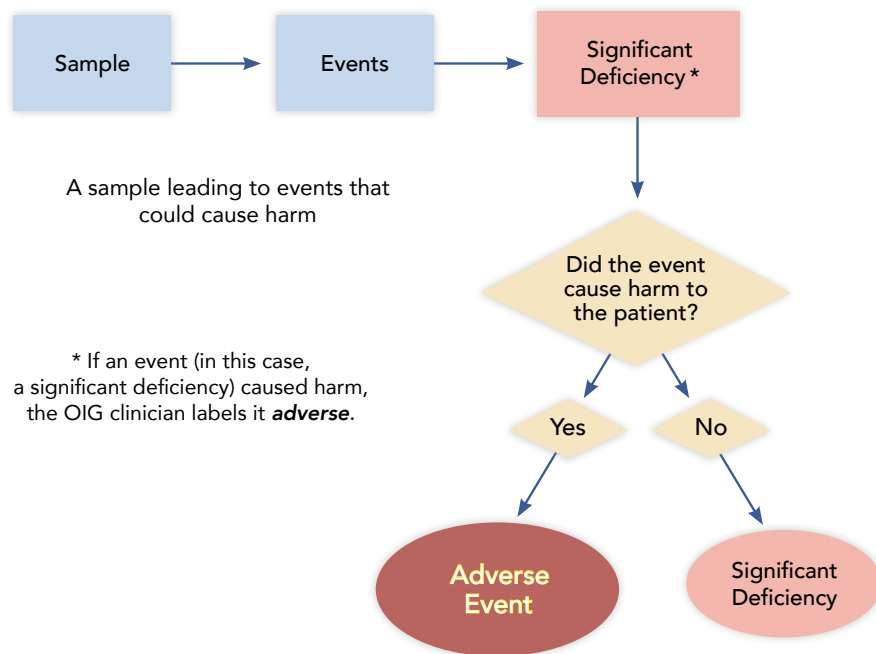 Sample
Events
Significant
Deficiency *
A sample leading to events that
could cause harm
Did the event
cause harm to
the patient?
* If an event (in this case,
a significant deficiency) caused harm,
the OIG clinician labels it adverse.
Yes
No
Adverse
Event
Significant
Deficiency